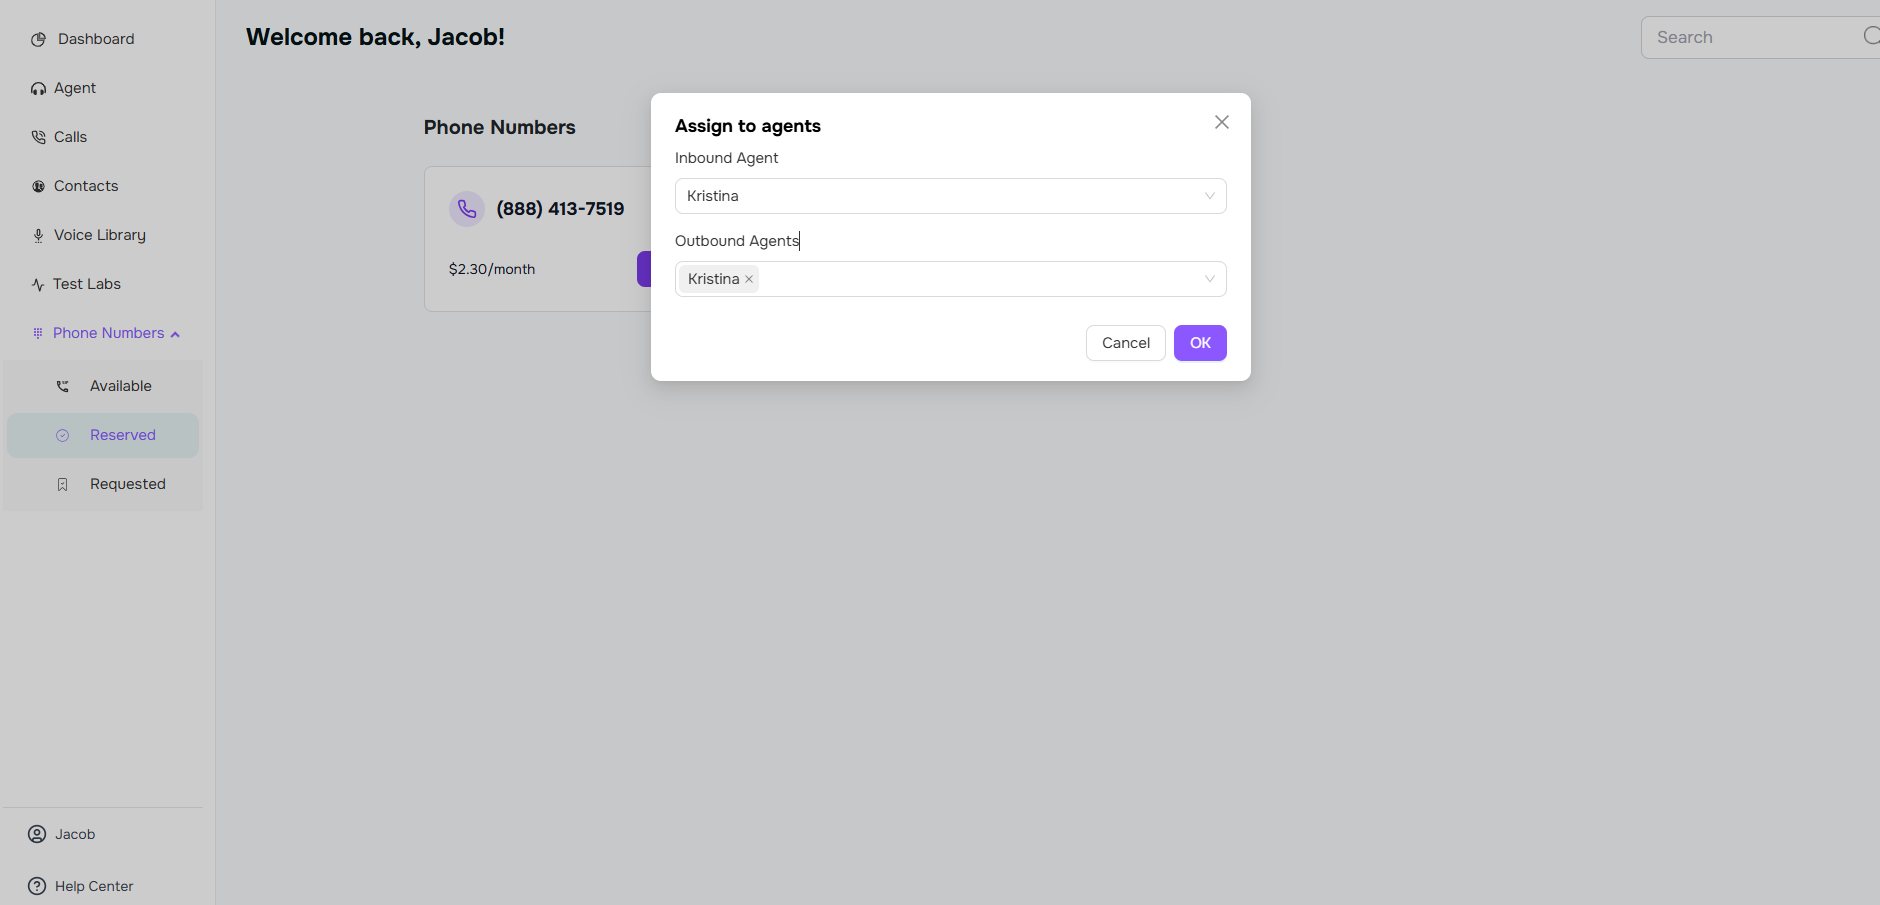 Dashboard
Agent
Calls
Contacts
Voice Library
Test Labs
Phone Numbers
Available
Reserved
Requested
Jacob
Help Center
Welcome back, Jacob!
Search
Phone Numbers
(888) 413-7519
$2.30/month
Assign to agents
Inbound Agent
Kristina
Outbound Agents
Kristina
Cancel
OK